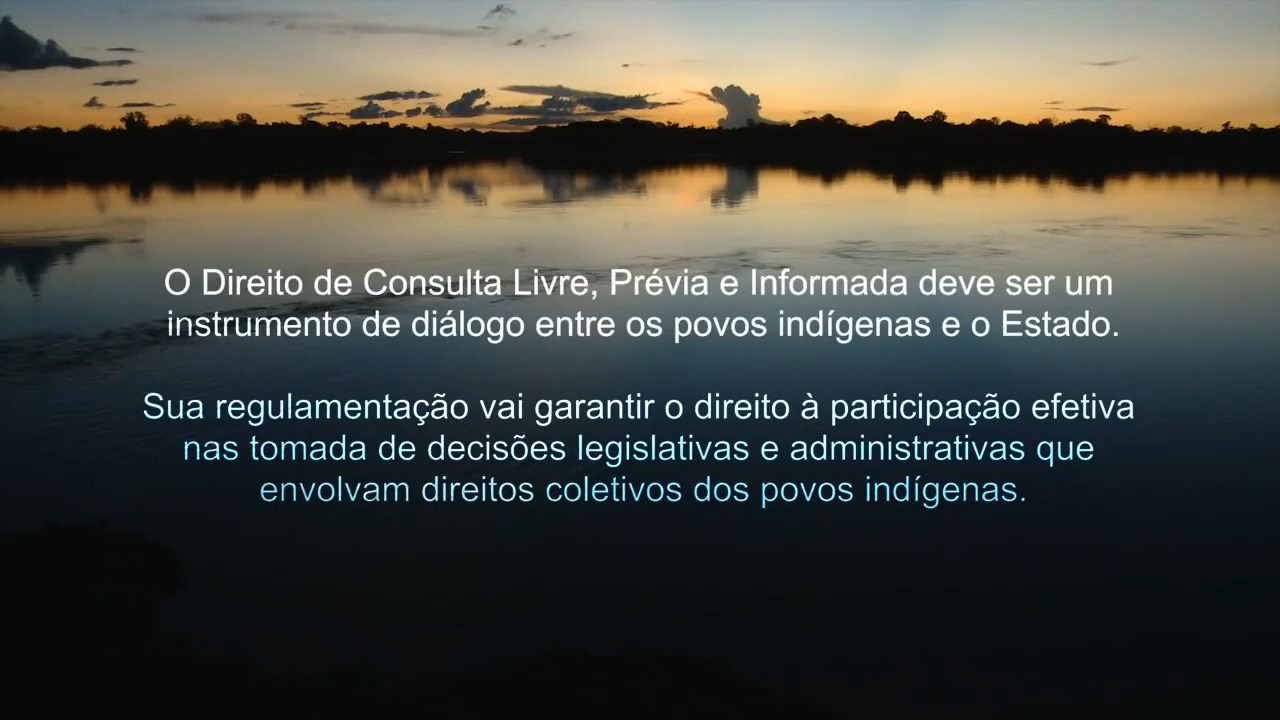 O Direito de Consulta Livre, Prévia e Informada deve ser um
instrumento de diálogo entre os povos indígenas e o Estado.
Sua regulamentação vai garantir o direito à participação efetiva
nas tomada de decisões legislativas e administrativas que
envolvam direitos coletivos dos povos indígenas.